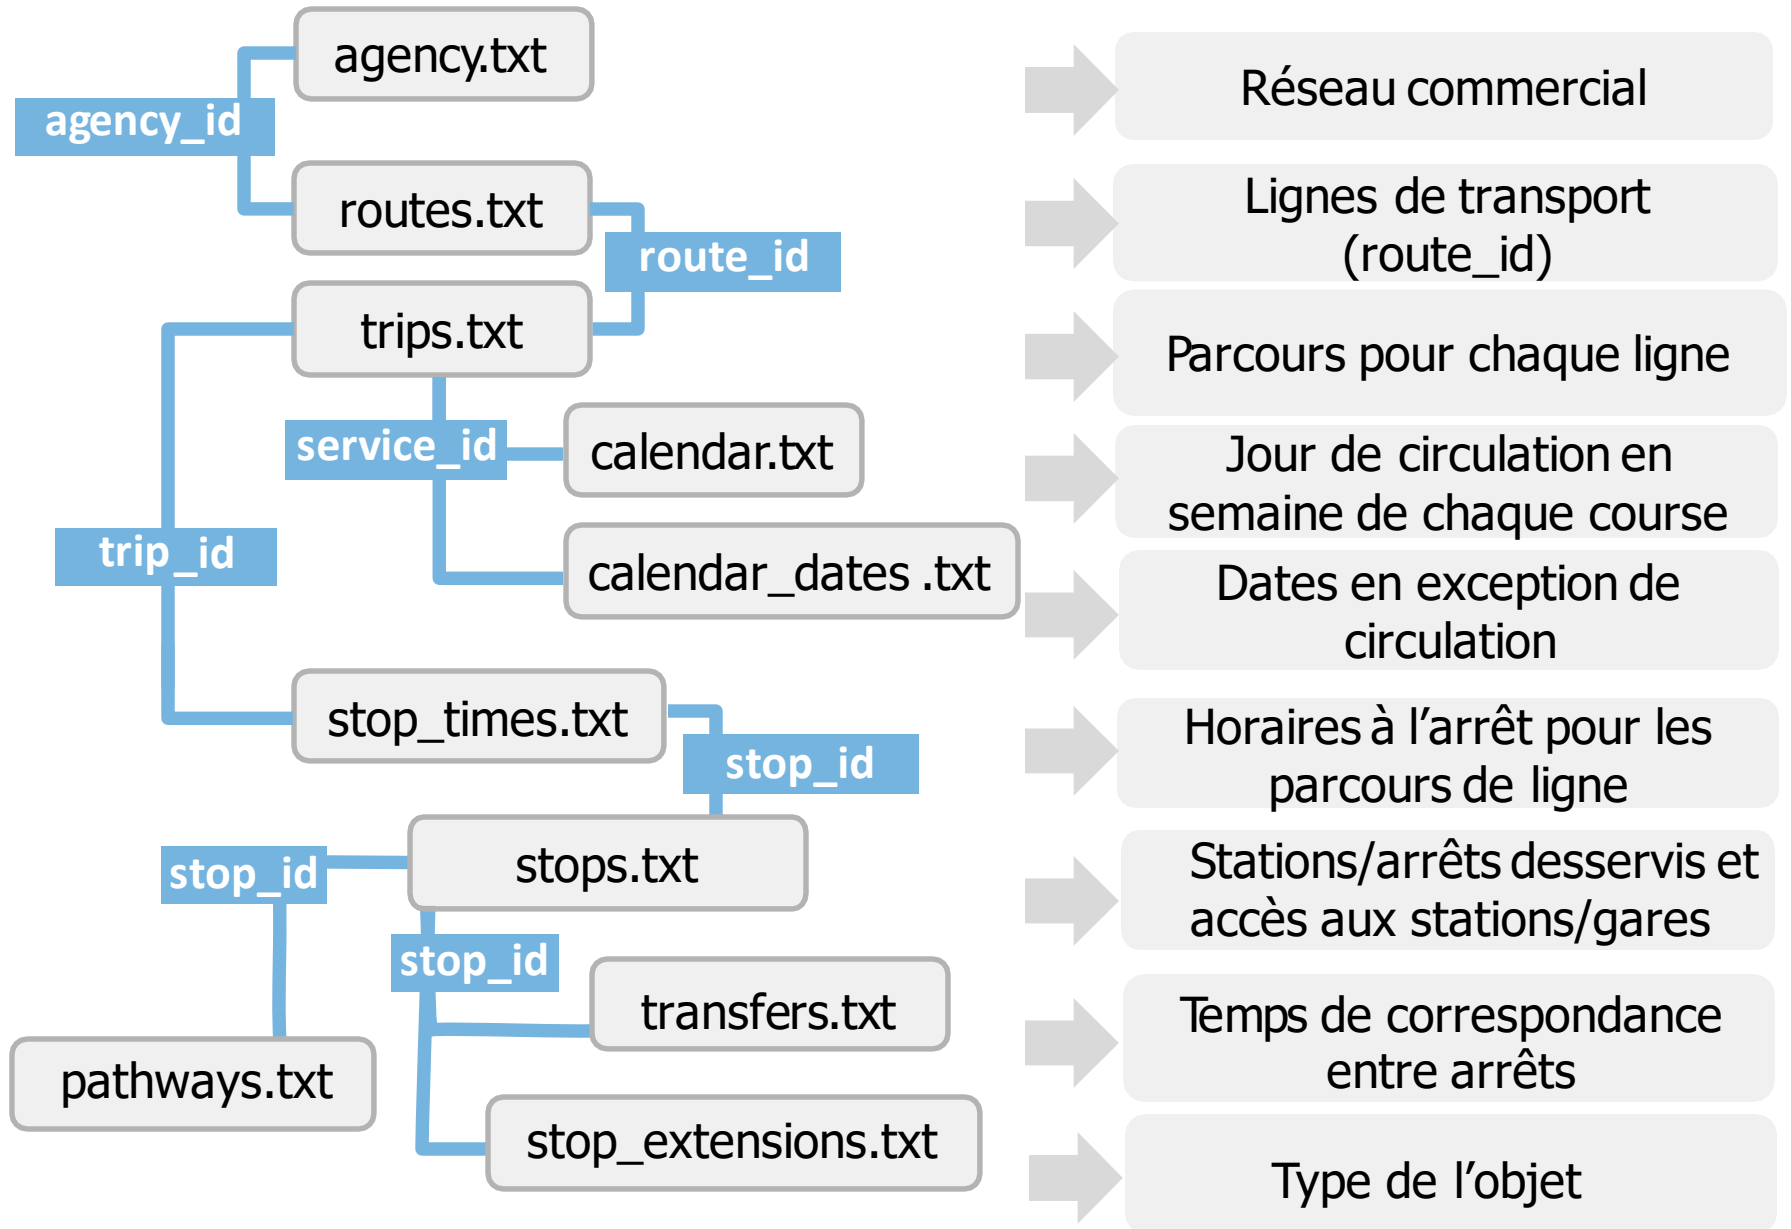 agency.txt
Réseau commercial
agency_id
routes.txt
Lignes de transport
(route_id)
route_id
trips.txt
Parcours pour chaque ligne
service_id
calendar.txt
Jour de circulation en
semaine de chaque course
trip_id
calendar_dates .txt
Dates en exception de
circulation
stop_times.txt
Horaires à l’arrêt pour les
parcours de ligne
stop_id
stops.txt
Stations/arrêts desservis et
accès aux stations/gares
stop_id
stop_id
transfers.txt
Temps de correspondance
entre arrêts
pathways.txt
stop_extensions.txt
Type de l’objet